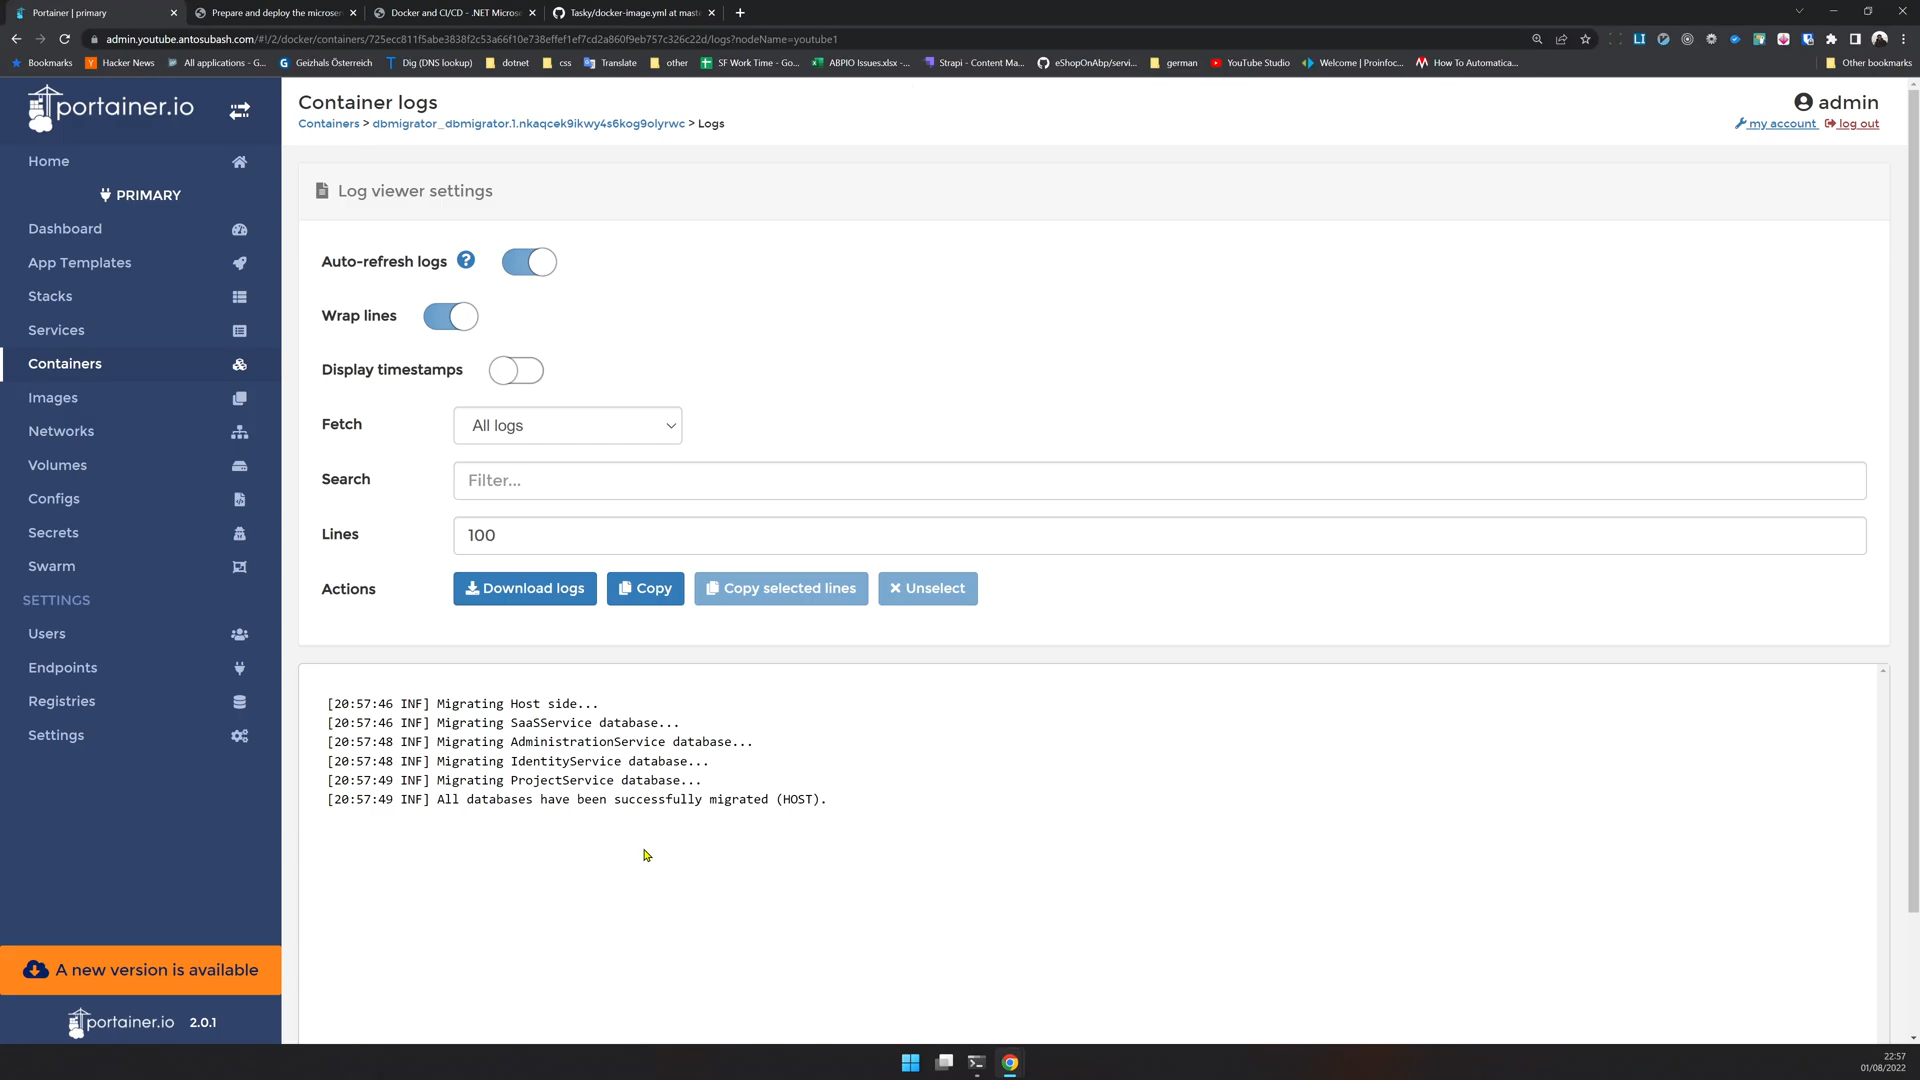 Portainer | primary
Prepare and deploy the microser
Docker and CI/CD - .NET Microse
Tasky/docker-image.yml at mast
admin.youtube.antosubash.com/#!/2/docker/containers/725ecc811f5abe3838f2c53a66f10e738effef1ef7cd2a860f9eb757c326c22d/logs?nodeName=youtube1
Bookmarks
Hacker News
All applications - G...
Geizhals Österreich
Dig (DNS lookup)
dotnet
css
Translate
other
SF Work Time - Go...
ABPIO Issues.xlsx -...
Strapi - Content Ma...
eShopOnAbp/servi...
german
YouTube Studio
Welcome | Proinfoc...
How To Automatica...
Other bookmarks
portainer.io
Home
PRIMARY
Dashboard
App Templates
Stacks
Services
Containers
Images
Networks
Volumes
Configs
Secrets
Swarm
SETTINGS
Users
Endpoints
Registries
Settings
A new version is available
portainer.io 2.0.1
Container logs
Containers > dbmigrator_dbmigrator.1.nkaqcek9ikwy4s6kog9olyrwc > Logs
admin
my account log out
Log viewer settings
Auto-refresh logs
Wrap lines
Display timestamps
Fetch All logs
Search Filter...
Lines 100
Actions Download logs Copy Copy selected lines Unselect
[20:57:46 INF] Migrating Host side...
[20:57:46 INF] Migrating SaaSService database...
[20:57:48 INF] Migrating AdministrationService database...
[20:57:48 INF] Migrating IdentityService database...
[20:57:49 INF] Migrating ProjectService database...
[20:57:49 INF] All databases have been successfully migrated (HOST).
22:57
01/08/2022